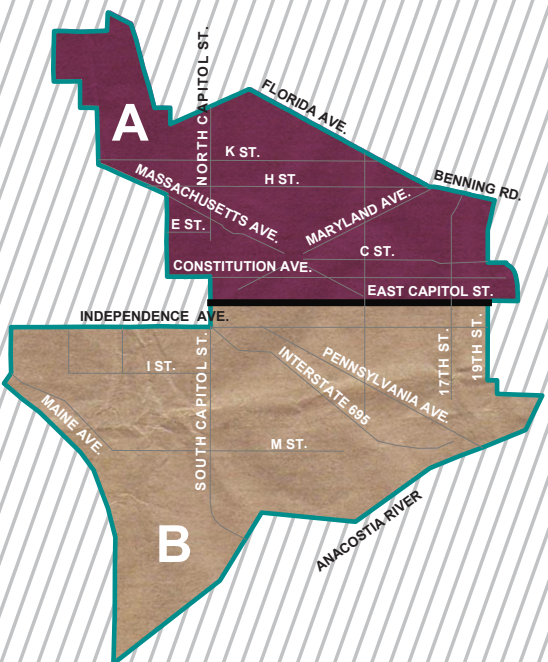 NORTH CAPITOL ST.
FLORIDA AVE.
A
K ST.
H ST.
BENNING RD.
MASSACHUSETTS AVE.
MARYLAND AVE.
E ST.
C ST.
CONSTITUTION AVE.
EAST CAPITOL ST.
INDEPENDENCE AVE.
17TH ST.
19TH ST.
PENNSYLVANIA AVE.
INTERSTATE 695
I ST.
SOUTH CAPITOL ST.
MAINE AVE.
M ST.
ANACOSTIA RIVER
B